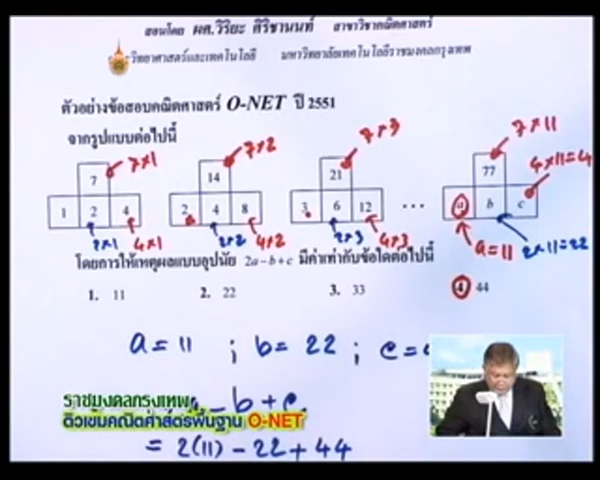 สอนโดย ผศ.วิริยะ ศิริชานนท์ สาขาวิชาคณิตศาสตร์
วิทยาศาสตร์และเทคโนโลยี มหาวิทยาลัยเทคโนโลยีราชมงคลกรุงเทพ
ตัวอย่างข้อสอบคณิตศาสตร์ O-NET ปี 2551
จากรูปแบบต่อไปนี้
7×1 7×2 7×3 7×11
7 14 21 77
4×11=4
1 2 4 2 4 8 3 6 12 ... a b c
2×1 4×1 2×2 4×2 2×3 4×3 a=11 2×11=22
โดยการให้เหตุผลแบบอุปนัย 2a-b+c มีค่าเท่ากับข้อใดต่อไปนี้
1. 11 2. 22 3. 33 4 44
a=11 ; b=22 ; c=
- b+c
= 2(11) - 22 + 44
ราชมงคลกรุงเทพ
ติวเข้มคณิตศาสตร์พื้นฐาน O-NET